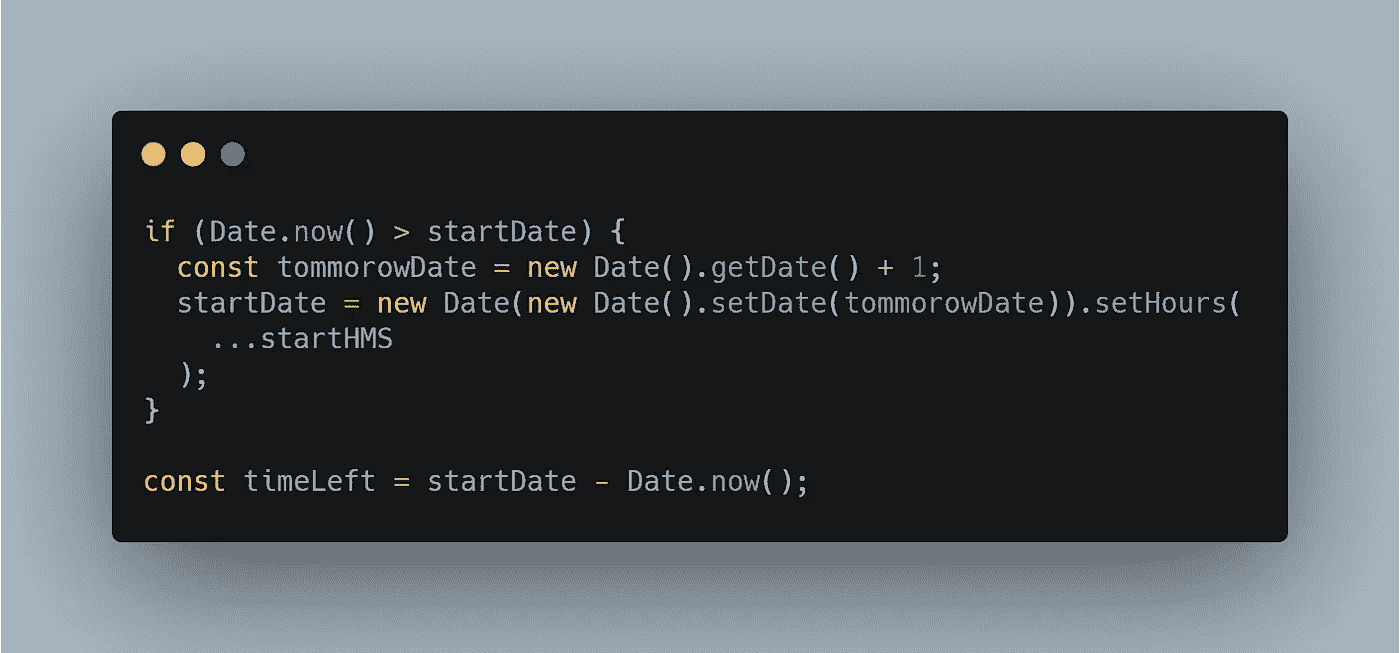 if (Date.now() > startDate) {
  const tommorowDate = new Date().getDate() + 1;
  startDate = new Date(new Date().setDate(tommorowDate)).setHours(
    ...startHMS
  );
}

const timeLeft = startDate - Date.now();